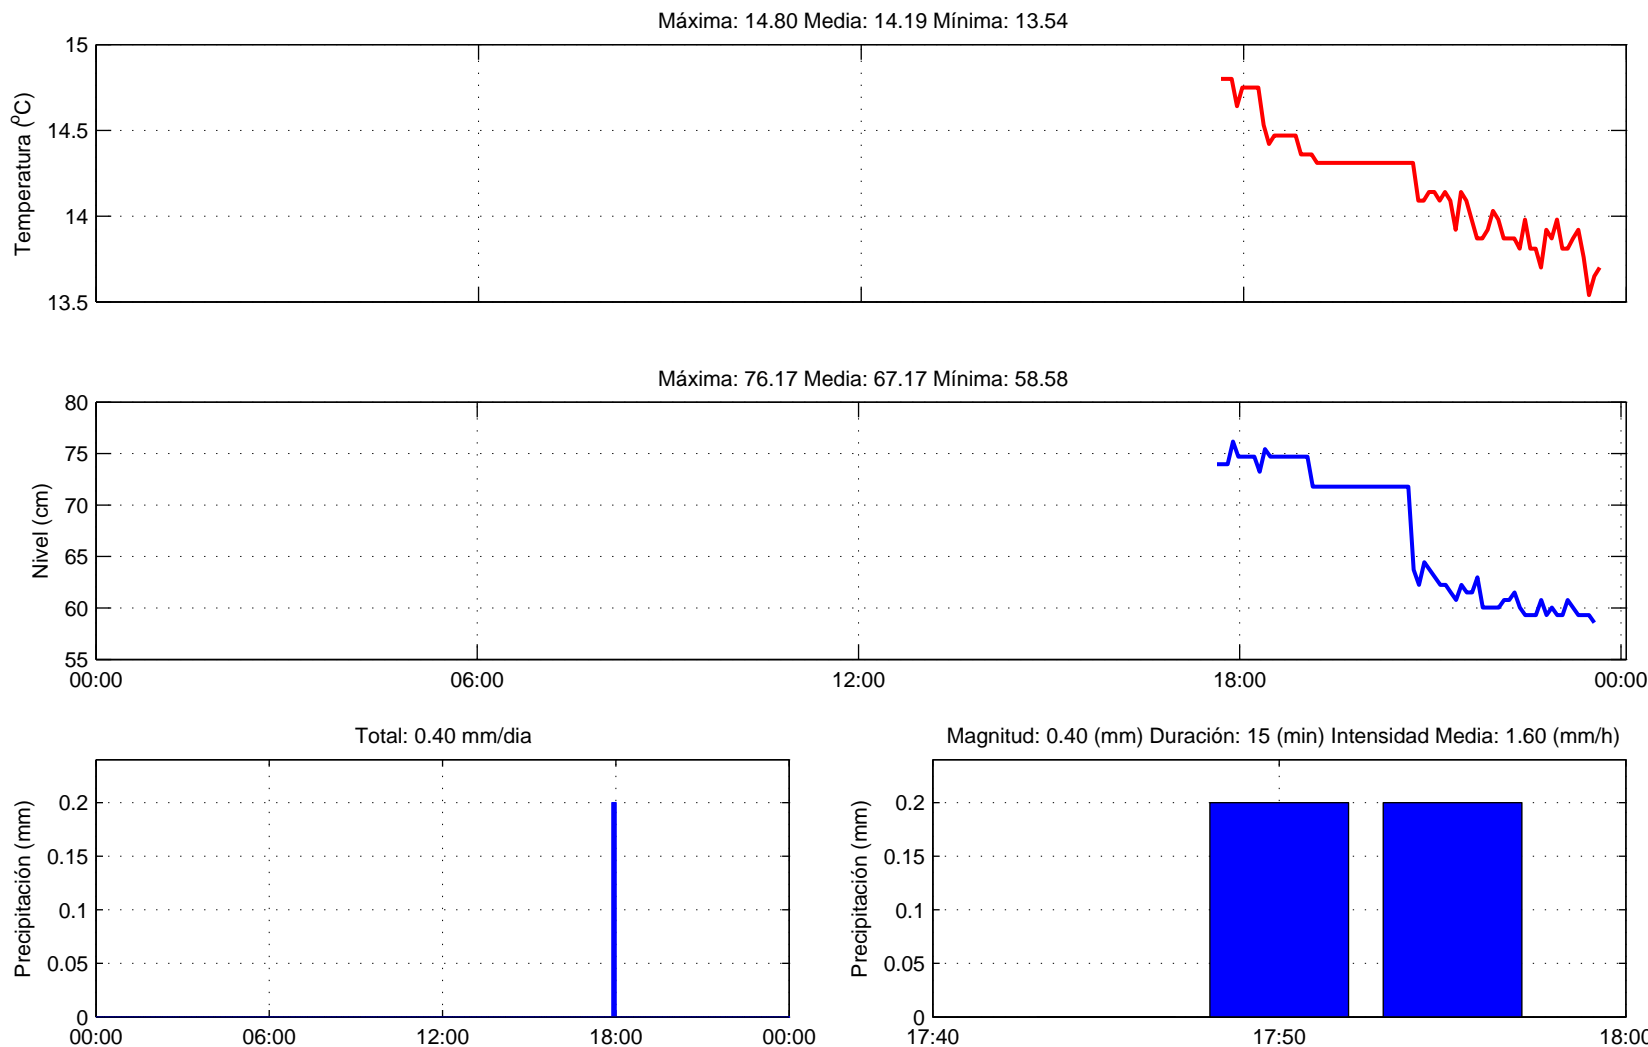 Máxima: 14.80 Media: 14.19 Mínima: 13.54
Temperatura (ºC)
15
14.5
14
13.5
Máxima: 76.17 Media: 67.17 Mínima: 58.58
Nivel (cm)
80
75
70
65
60
55
00:00 06:00 12:00 18:00 00:00
Total: 0.40 mm/dia
Precipitación (mm)
0.2
0.15
0.1
0.05
0
00:00 06:00 12:00 18:00 00:00
Magnitud: 0.40 (mm) Duración: 15 (min) Intensidad Media: 1.60 (mm/h)
Precipitación (mm)
0.2
0.15
0.1
0.05
0
17:40 17:50 18:00